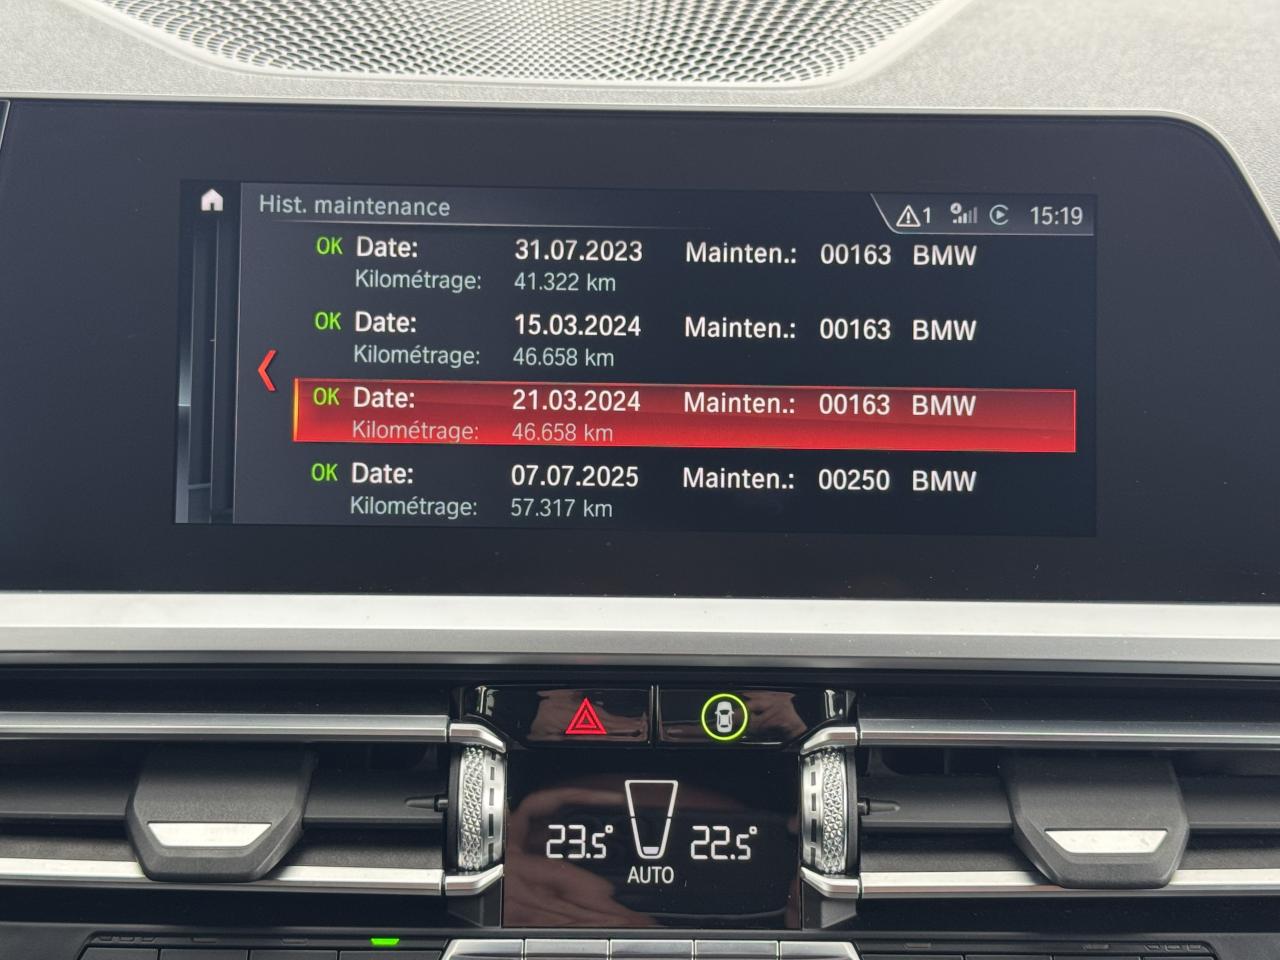 Hist. maintenance
1 15:19
OK Date: 31.07.2023 Mainten.: 00163 BMW
Kilométrage: 41.322 km
OK Date: 15.03.2024 Mainten.: 00163 BMW
Kilométrage: 46.658 km
OK Date: 21.03.2024 Mainten.: 00163 BMW
Kilométrage: 46.658 km
OK Date: 07.07.2025 Mainten.: 00250 BMW
Kilométrage: 57.317 km
23.5° 22.5°
AUTO